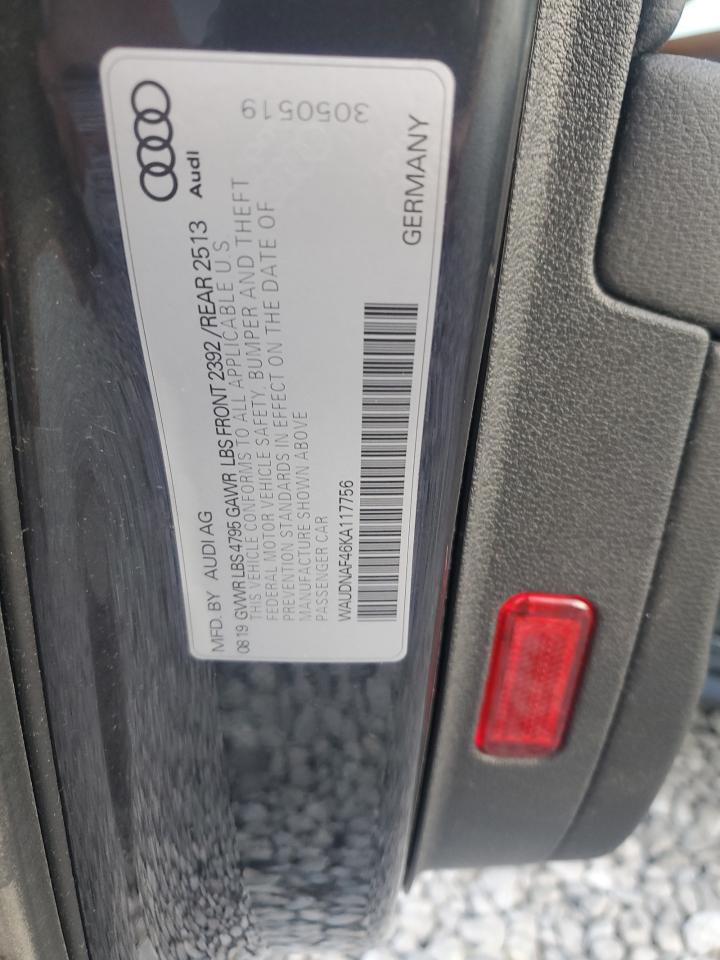 MFD. BY AUDI AG
0819 GVWR LBS 4795 GAWR LBS FRONT 2392 /REAR 2513
THIS VEHICLE CONFORMS TO ALL APPLICABLE U.S.
FEDERAL MOTOR VEHICLE SAFETY, BUMPER AND THEFT
PREVENTION STANDARDS IN EFFECT ON THE DATE OF
MANUFACTURE SHOWN ABOVE
PASSENGER CAR
WAUDNAF46KA117756
GERMANY
Audi
3050519